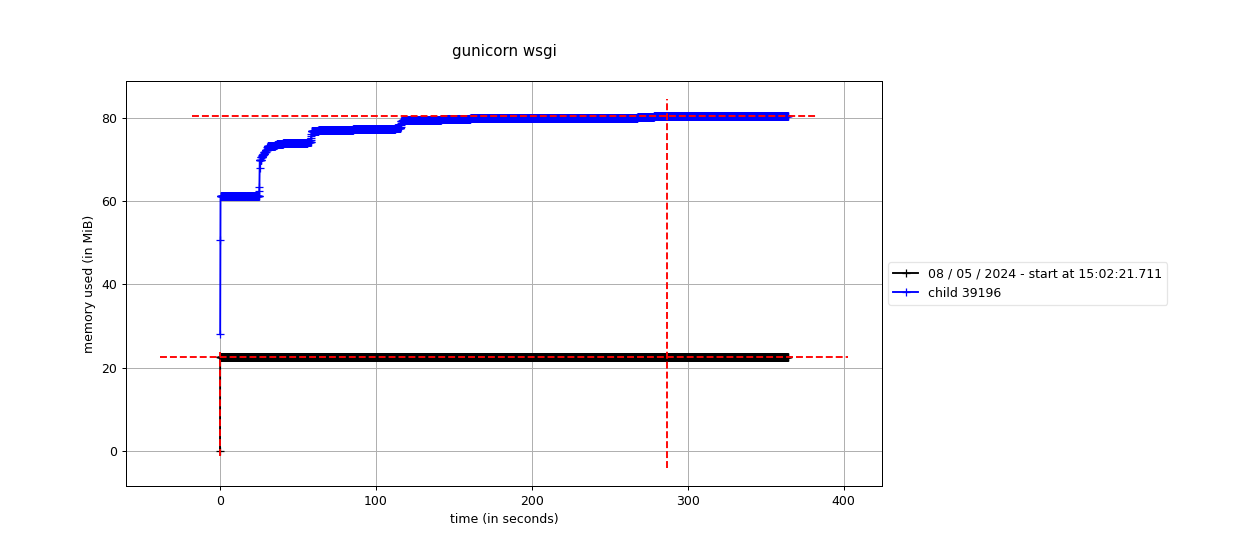 gunicorn wsgi
80
60
40
20
0
memory used (in MiB)
0 100 200 300 400
time (in seconds)
08 / 05 / 2024 - start at 15:02:21.711
child 39196